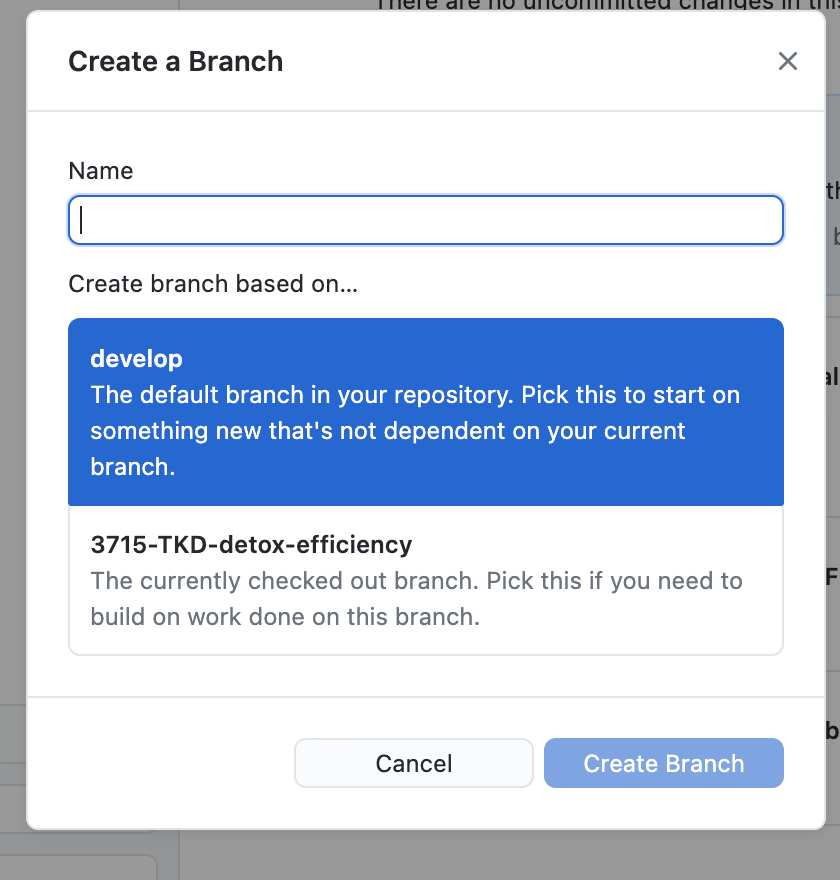 There are no uncommitted changes in this
Create a Branch
Name
Create branch based on...
develop
The default branch in your repository. Pick this to start on
something new that's not dependent on your current
branch.
3715-TKD-detox-efficiency
The currently checked out branch. Pick this if you need to
build on work done on this branch.
Cancel
Create Branch